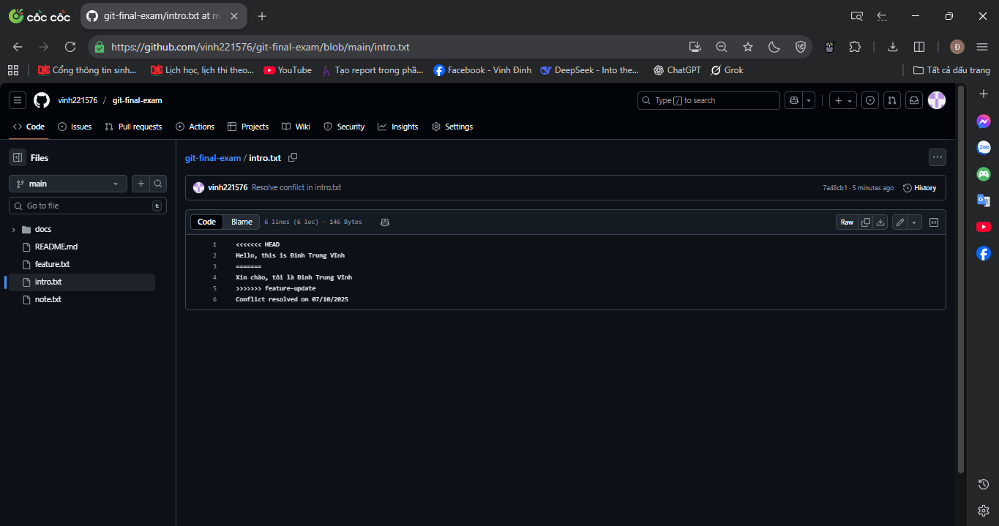 cốc cốc
git-final-exam/intro.txt at m
https://github.com/vinh221576/git-final-exam/blob/main/intro.txt
Đ
Cổng thông tin sinh...
Lịch học, lịch thi theo...
YouTube
Tạo report trong phầ...
Facebook - Vinh Đinh
DeepSeek - Into the...
ChatGPT
Grok
Tất cả dấu trang
vinh221576 / git-final-exam
Type / to search
Code
Issues
Pull requests
Actions
Projects
Wiki
Security
Insights
Settings
Files
main
Go to file
t
docs
README.md
feature.txt
intro.txt
note.txt
git-final-exam / intro.txt
vinh221576 Resolve conflict in intro.txt
7a48cb1 · 5 minutes ago
History
Code
Blame
6 lines (6 loc) · 146 Bytes
Raw
1 <<<<<<< HEAD
2 Hello, this is Đinh Trung Vĩnh
3 =======
4 Xin chào, tôi là Đinh Trung Vĩnh
5 >>>>>>> feature-update
6 Conflict resolved on 07/10/2025
Zalo